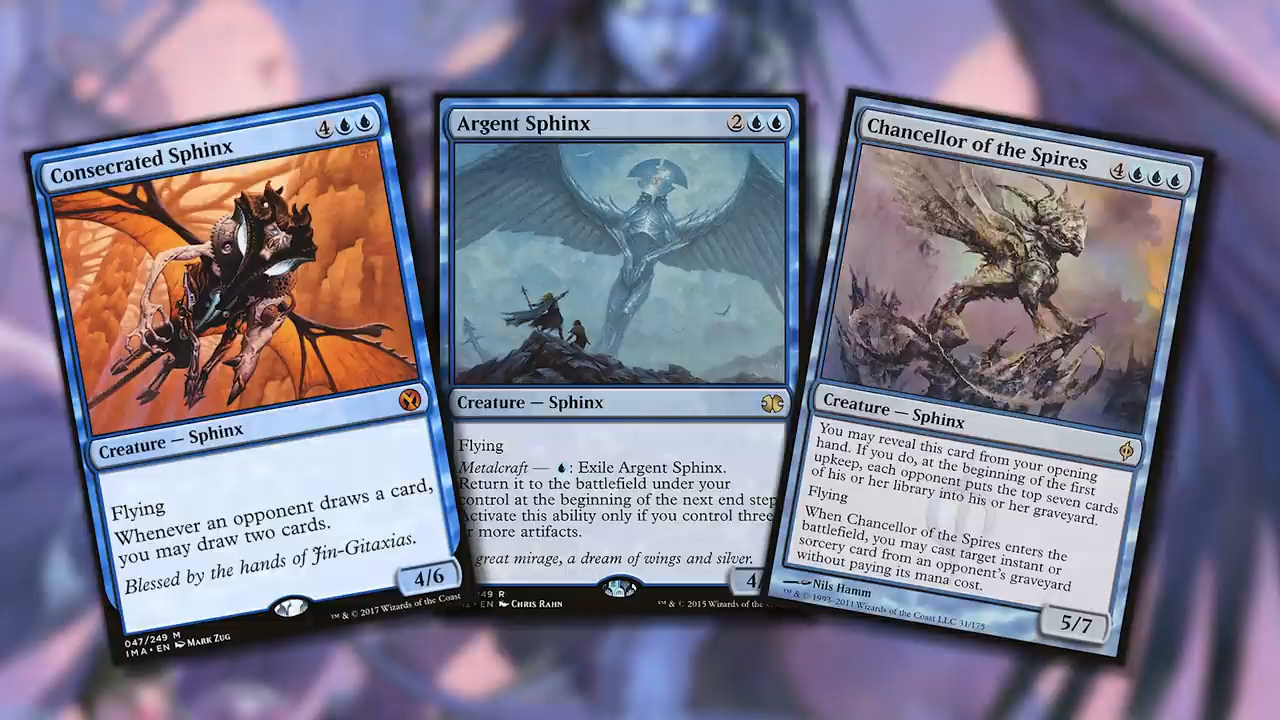 Consecrated Sphinx
4
Creature — Sphinx
Flying
Whenever an opponent draws a card,
you may draw two cards.
Blessed by the hands of Jin-Gitaxias.
4/6
047/249 M
IMA • EN MARK ZUG
™ & © 2017 Wizards of the Coast
Argent Sphinx
2
Creature — Sphinx
Flying
Metalcraft — : Exile Argent Sphinx.
Return it to the battlefield under your
control at the beginning of the next end step.
Activate this ability only if you control three
or more artifacts.
great mirage, a dream of wings and silver.
4/
49 R
EN CHRIS RAHN
™ & © 2015 Wizards of the
Chancellor of the Spires
4
Creature — Sphinx
You may reveal this card from your opening
hand. If you do, at the beginning of the first
upkeep, each opponent puts the top seven cards
of his or her library into his or her graveyard.
Flying
When Chancellor of the Spires enters the
battlefield, you may cast target instant or
sorcery card from an opponent's graveyard
without paying its mana cost.
Nils Hamm
™ & © 1993–2011 Wizards of the Coast LLC 31/175
5/7